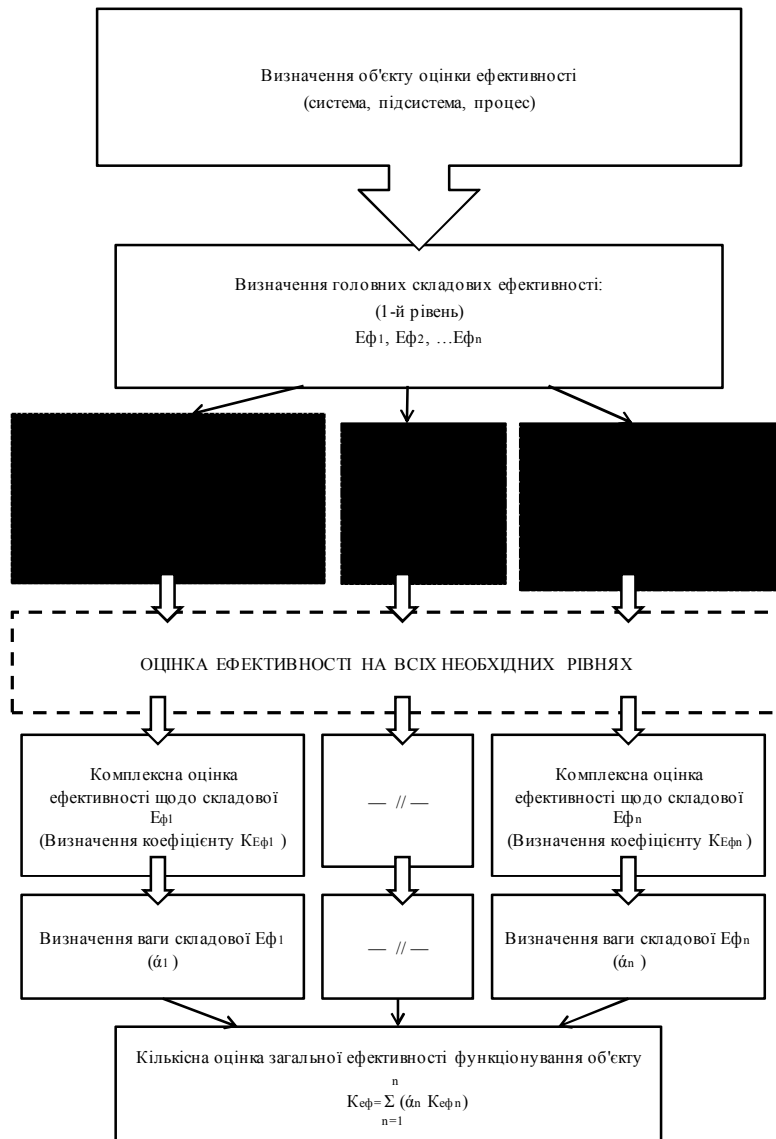 Визначення об'єкту оцінки ефективності
(система, підсистема, процес)
Визначення головних складових ефективності:
(1-й рівень)
Еф1, Еф2, …Ефn
ОЦІНКА ЕФЕКТИВНОСТІ НА ВСІХ НЕОБХІДНИХ РІВНЯХ
Комплексна оцінка
ефективності щодо складової
Еф1
(Визначення коефіцієнту КЕф1 )
— // —
Комплексна оцінка
ефективності щодо складової
Ефn
(Визначення коефіцієнту КЕфn )
Визначення ваги складової Еф1
(ά1 )
— // —
Визначення ваги складової Ефn
(άn )
Кількісна оцінка загальної ефективності функціонування об'єкту
n
Кеф= Σ (άn Кефn)
n=1